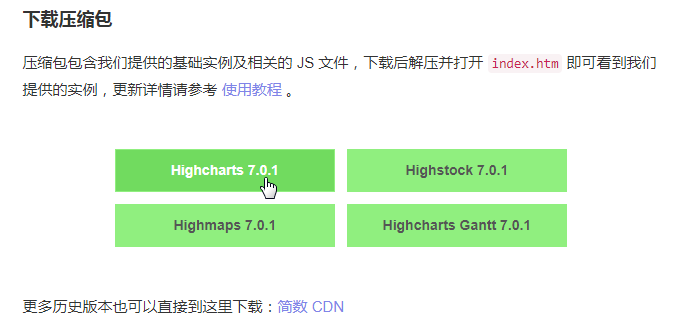 下载压缩包
压缩包包含我们提供的基础实例及相关的 JS 文件，下载后解压并打开 index.htm 即可看到我们
提供的实例，更新详情请参考 使用教程 。
Highcharts 7.0.1
Highstock 7.0.1
Highmaps 7.0.1
Highcharts Gantt 7.0.1
更多历史版本也可以直接到这里下载：简数 CDN